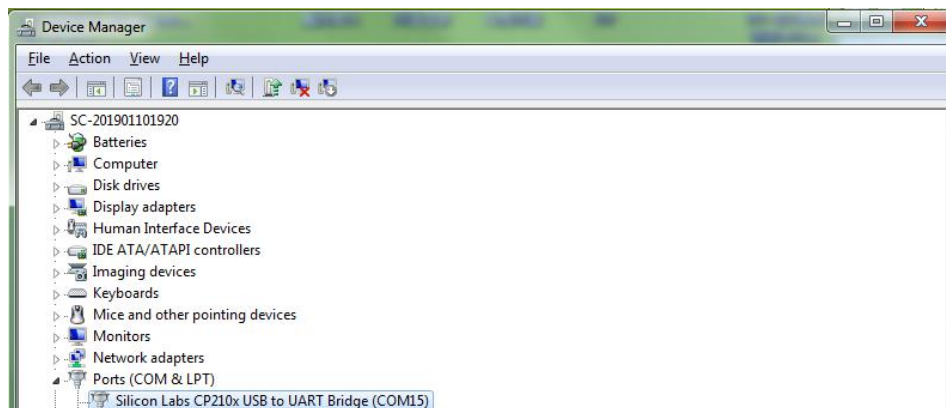 Device Manager
File Action View Help
SC-201901101920
Batteries
Computer
Disk drives
Display adapters
Human Interface Devices
IDE ATA/ATAPI controllers
Imaging devices
Keyboards
Mice and other pointing devices
Monitors
Network adapters
Ports (COM & LPT)
Silicon Labs CP210x USB to UART Bridge (COM15)